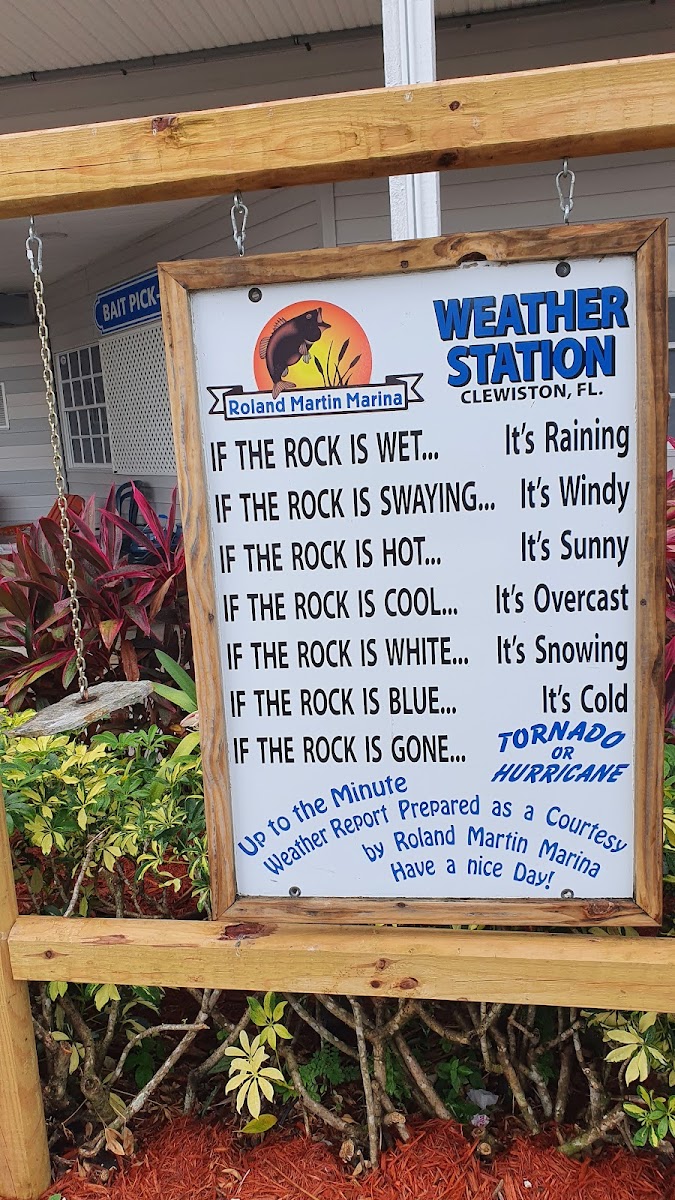 BAIT PICK-
Roland Martin Marina
WEATHER
STATION
CLEWISTON, FL.
IF THE ROCK IS WET... It's Raining
IF THE ROCK IS SWAYING... It's Windy
IF THE ROCK IS HOT... It's Sunny
IF THE ROCK IS COOL... It's Overcast
IF THE ROCK IS WHITE... It's Snowing
IF THE ROCK IS BLUE... It's Cold
IF THE ROCK IS GONE... TORNADO
OR
HURRICANE
Up to the Minute
Weather Report Prepared as a Courtesy
by Roland Martin Marina
Have a nice Day!